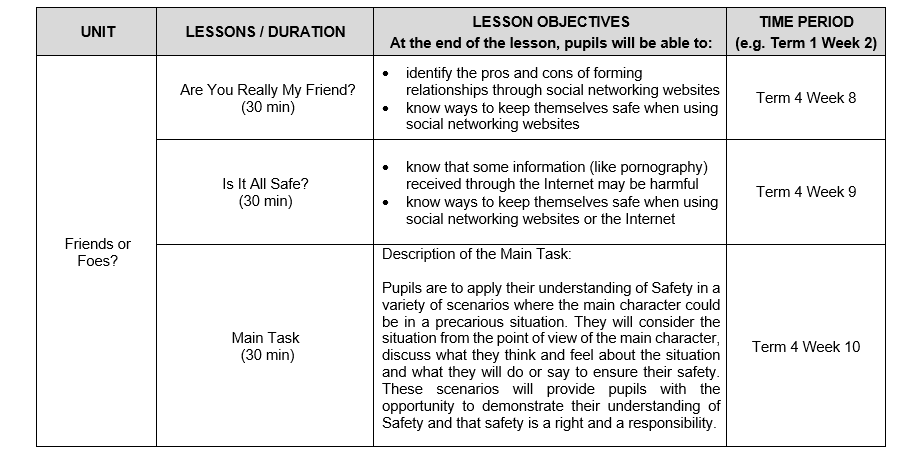 UNIT
LESSONS / DURATION
LESSON OBJECTIVES
At the end of the lesson, pupils will be able to:
TIME PERIOD
(e.g. Term 1 Week 2)
Friends or
Foes?
Are You Really My Friend?
(30 min)
• identify the pros and cons of forming
relationships through social networking websites
• know ways to keep themselves safe when using
social networking websites
Term 4 Week 8
Is It All Safe?
(30 min)
• know that some information (like pornography)
received through the Internet may be harmful
• know ways to keep themselves safe when using
social networking websites or the Internet
Term 4 Week 9
Main Task
(30 min)
Description of the Main Task:
Pupils are to apply their understanding of Safety in a
variety of scenarios where the main character could
be in a precarious situation. They will consider the
situation from the point of view of the main character,
discuss what they think and feel about the situation
and what they will do or say to ensure their safety.
These scenarios will provide pupils with the
opportunity to demonstrate their understanding of
Safety and that safety is a right and a responsibility.
Term 4 Week 10